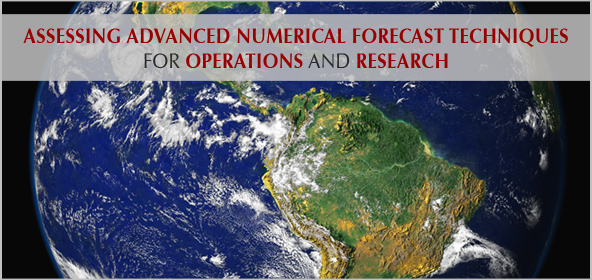 ASSESSING ADVANCED NUMERICAL FORECAST TECHNIQUES
FOR OPERATIONS AND RESEARCH